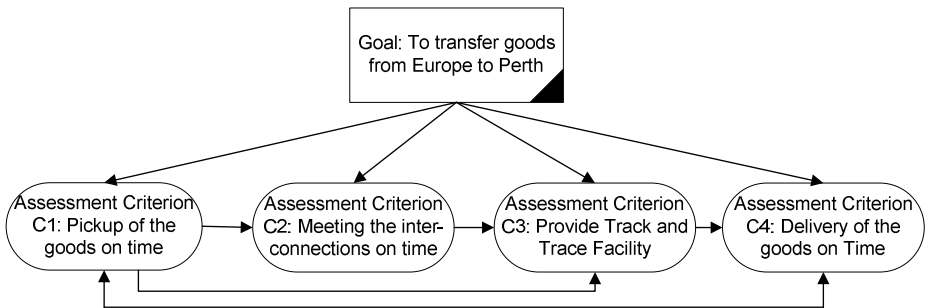 Goal: To transfer goods
from Europe to Perth
Assessment Criterion
C1: Pickup of the
goods on time
Assessment Criterion
C2: Meeting the inter-
connections on time
Assessment Criterion
C3: Provide Track and
Trace Facility
Assessment Criterion
C4: Delivery of the
goods on Time